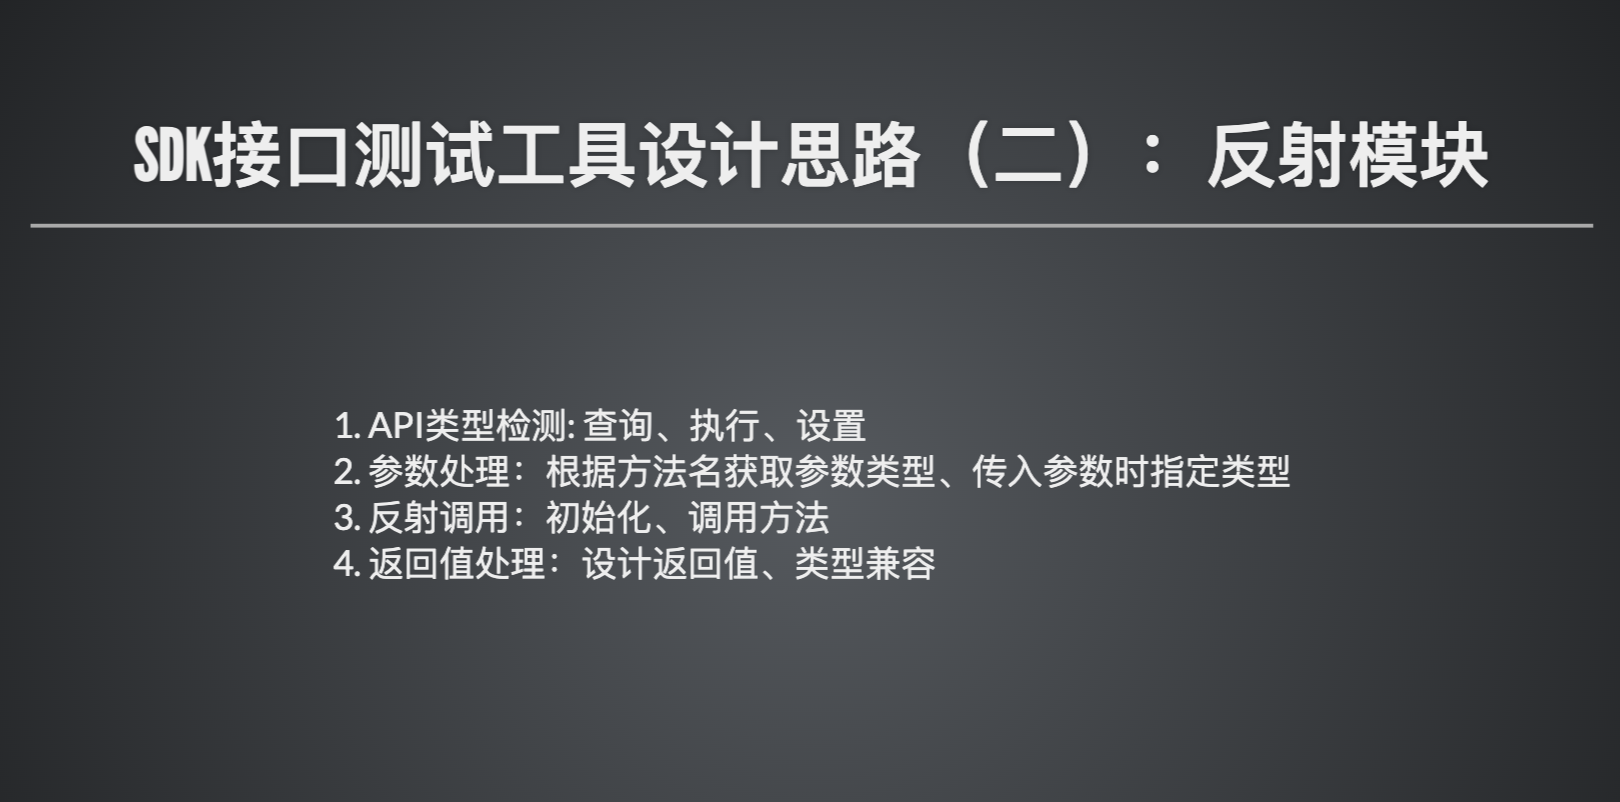 SDK接口测试工具设计思路（二）：反射模块
1. API类型检测: 查询、执行、设置
2. 参数处理：根据方法名获取参数类型、传入参数时指定类型
3. 反射调用：初始化、调用方法
4. 返回值处理：设计返回值、类型兼容